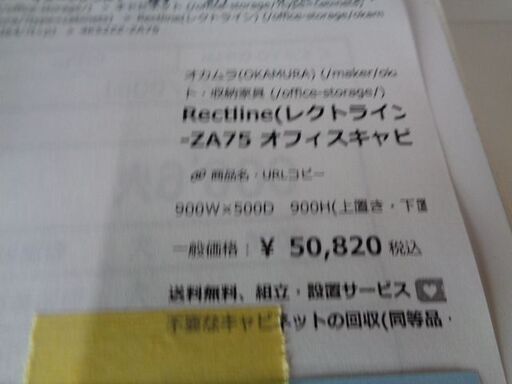 オカムラ(OKAMURA) (/maker/ok
ト・収納家具 (/office-storage/)
Rectline(レクトライン
=ZA75 オフィスキャビ
商品名・URLコピー
900W×500D 900H(上置き・下置
一般価格:¥ 50,820 税込
送料無料、組立・設置サービス
不要なキャビネットの回収(同等品・